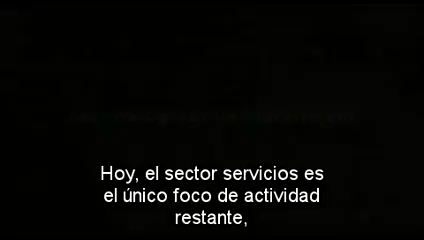 Hoy, el sector servicios es
el único foco de actividad
restante,